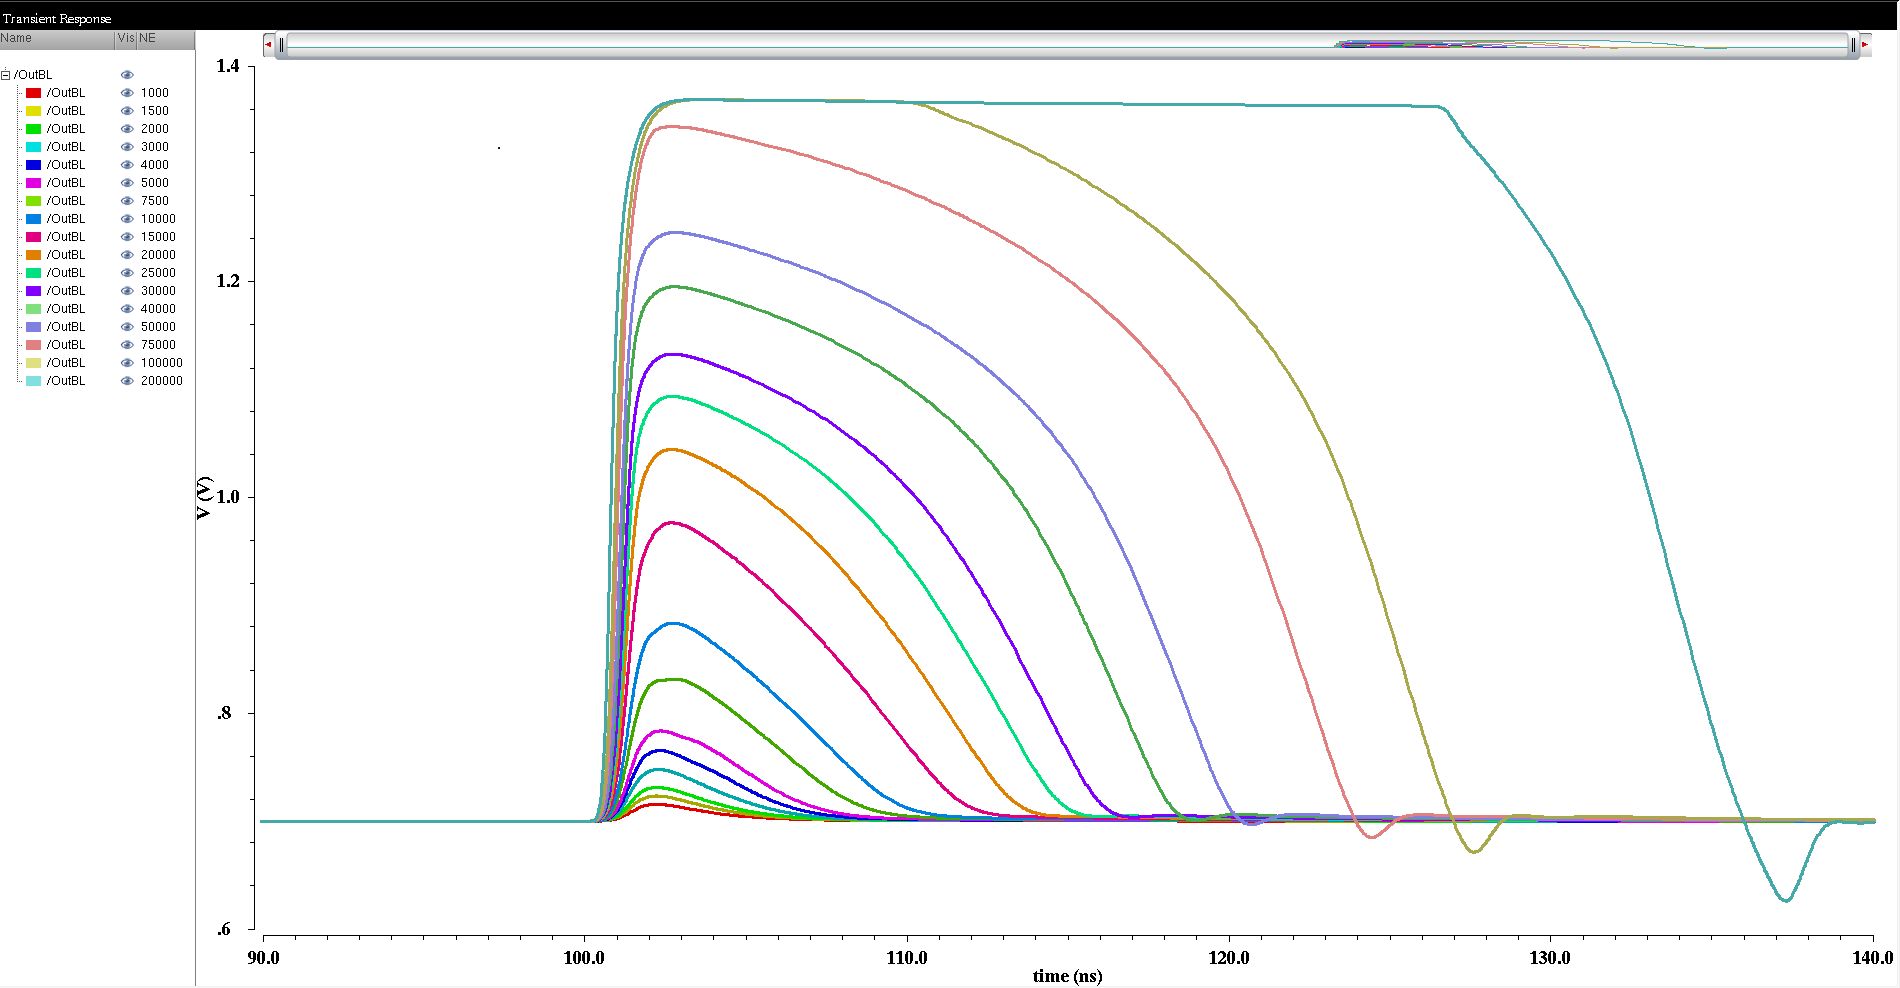 Transient Response
Name Vis NE
/OutBL
/OutBL 1000
/OutBL 1500
/OutBL 2000
/OutBL 3000
/OutBL 4000
/OutBL 5000
/OutBL 7500
/OutBL 10000
/OutBL 15000
/OutBL 20000
/OutBL 25000
/OutBL 30000
/OutBL 40000
/OutBL 50000
/OutBL 75000
/OutBL 100000
/OutBL 200000
V (V)
1.4
1.2
1.0
.8
.6
90.0 100.0 110.0 120.0 130.0 140.0
time (ns)